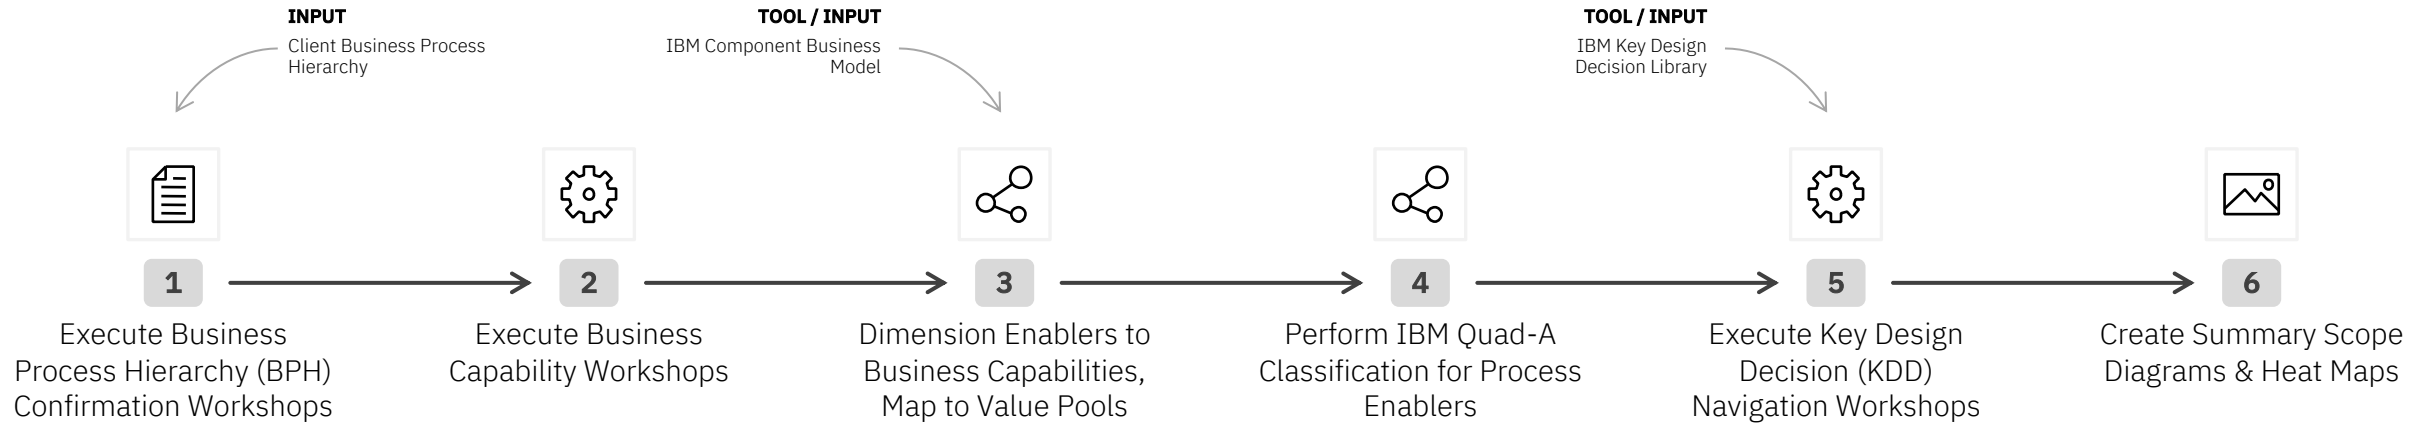 INPUT
Client Business Process
Hierarchy
TOOL / INPUT
IBM Component Business
Model
TOOL / INPUT
IBM Key Design
Decision Library
1
Execute Business
Process Hierarchy (BPH)
Confirmation Workshops
2
Execute Business
Capability Workshops
3
Dimension Enablers to
Business Capabilities,
Map to Value Pools
4
Perform IBM Quad-A
Classification for Process
Enablers
5
Execute Key Design
Decision (KDD)
Navigation Workshops
6
Create Summary Scope
Diagrams & Heat Maps